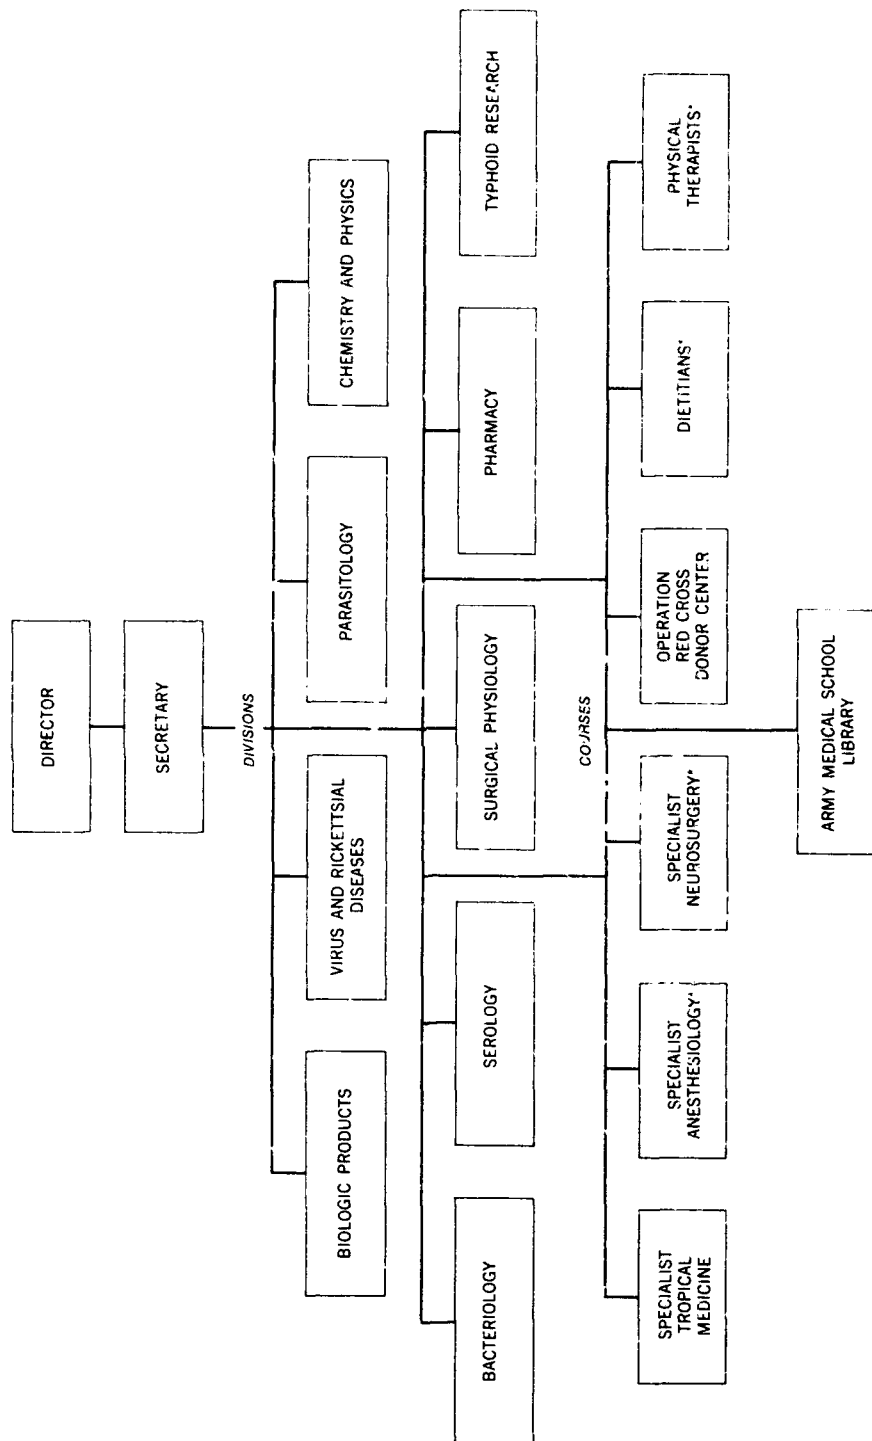 DIRECTOR
SECRETARY
DIVISIONS
BIOLOGIC PRODUCTS
VIRUS AND RICKETTSIAL
DISEASES
PARASITOLOGY
CHEMISTRY AND PHYSICS
BACTERIOLOGY
SEROLOGY
SURGICAL PHYSIOLOGY
PHARMACY
TYPHOID RESEARCH
COURSES
SPECIALIST
TROPICAL
MEDICINE
SPECIALIST
ANESTHESIOLOGY*
SPECIALIST
NEUROSURGERY*
OPERATION
RED CROSS
DONOR CENTER
DIETITIANS*
PHYSICAL
THERAPISTS*
ARMY MEDICAL SCHOOL
LIBRARY